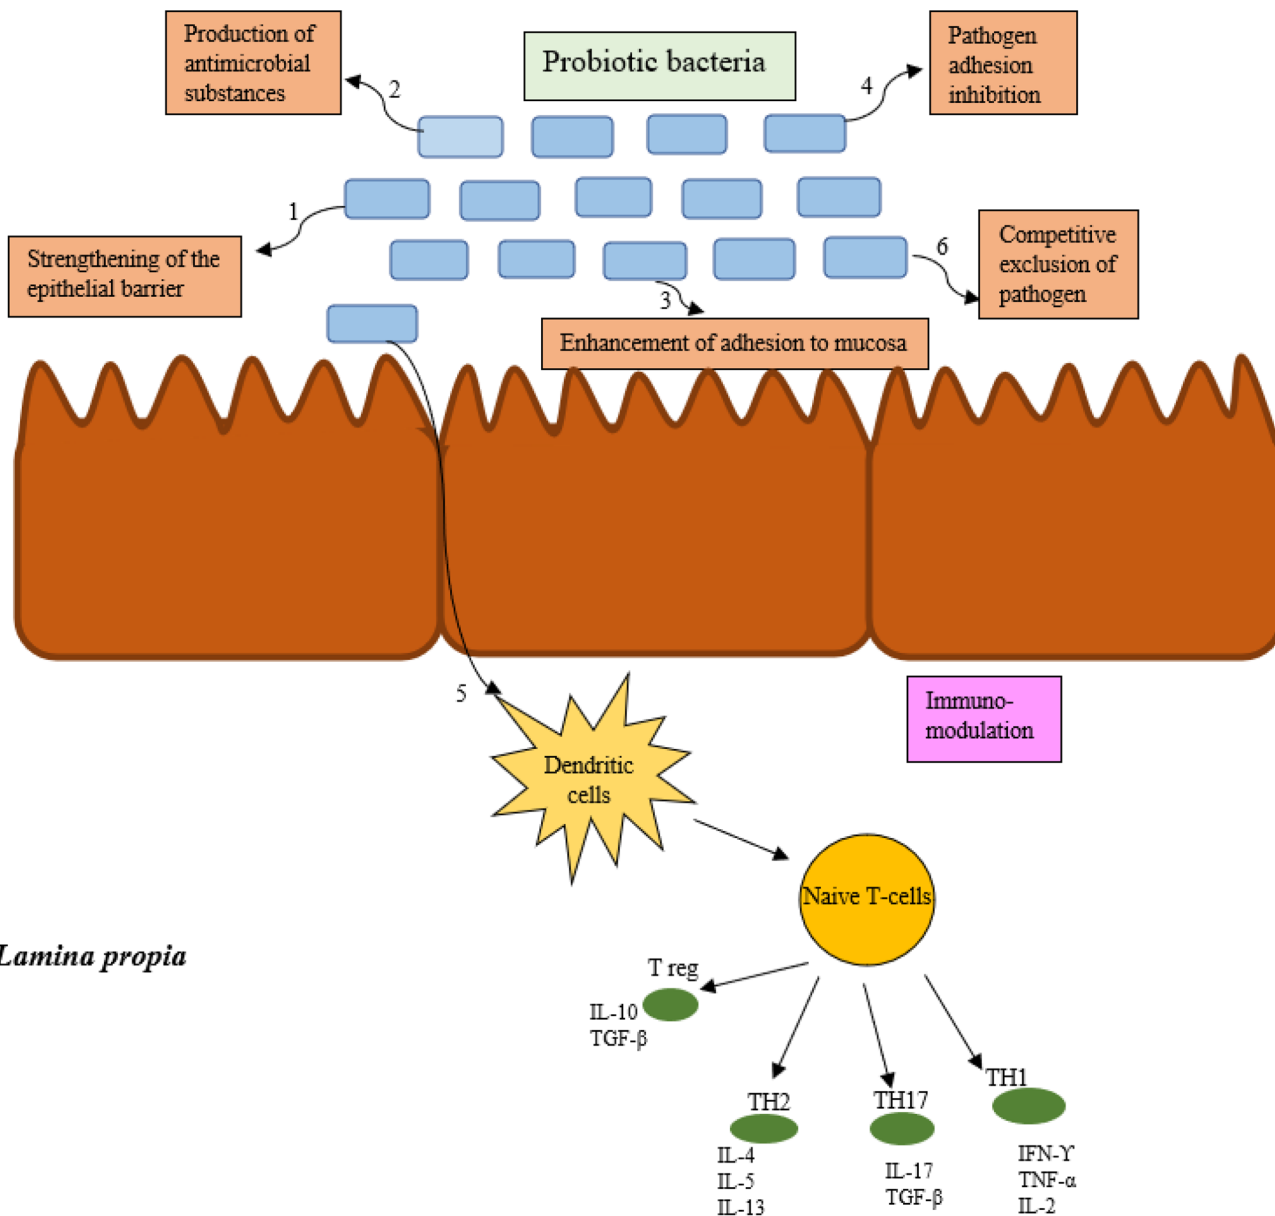 Production of
antimicrobial
substances
2
Probiotic bacteria
4
Pathogen
adhesion
inhibition
1
Strengthening of the
epithelial barrier
6
Competitive
exclusion of
pathogen
3
Enhancement of adhesion to mucosa
5
Immuno-
modulation
Dendritic
cells
Naive T-cells
Lamina propia
T reg
IL-10
TGF-β
TH2
IL-4
IL-5
IL-13
TH17
IL-17
TGF-β
TH1
IFN-ϒ
TNF-α
IL-2